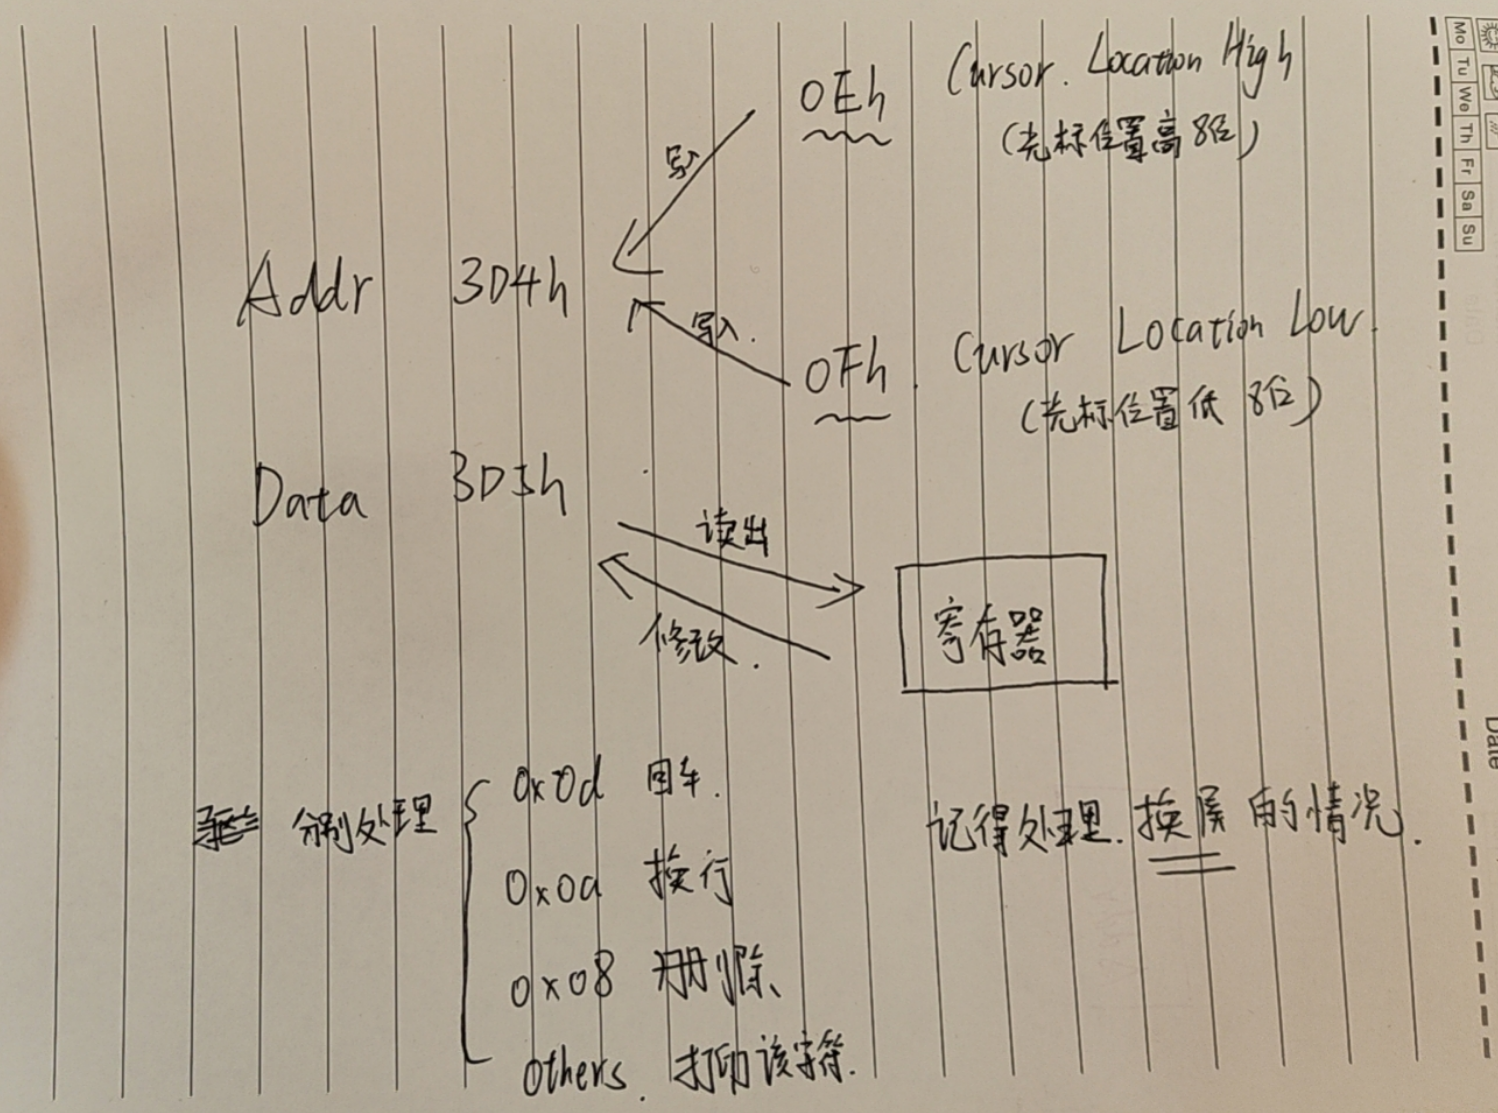 OEh Cursor. Location High
(光标位置高8位)
写入
Addr 3D4h
写入.
OFh. Cursor Location Low.
(光标位置低8位)
Data 3D5h
读出
修改.
寄存器
分别处理
0x0d 回车.
0x0a 换行
0x08 删除
Others. 打印该字符.
记得处理.换屏的情况.
Mo Tu We Th Fr Sa Su
Date